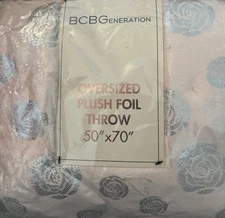 BCBGENERATION
OVERSIZED
PLUSH FOIL
THROW
50"x70"